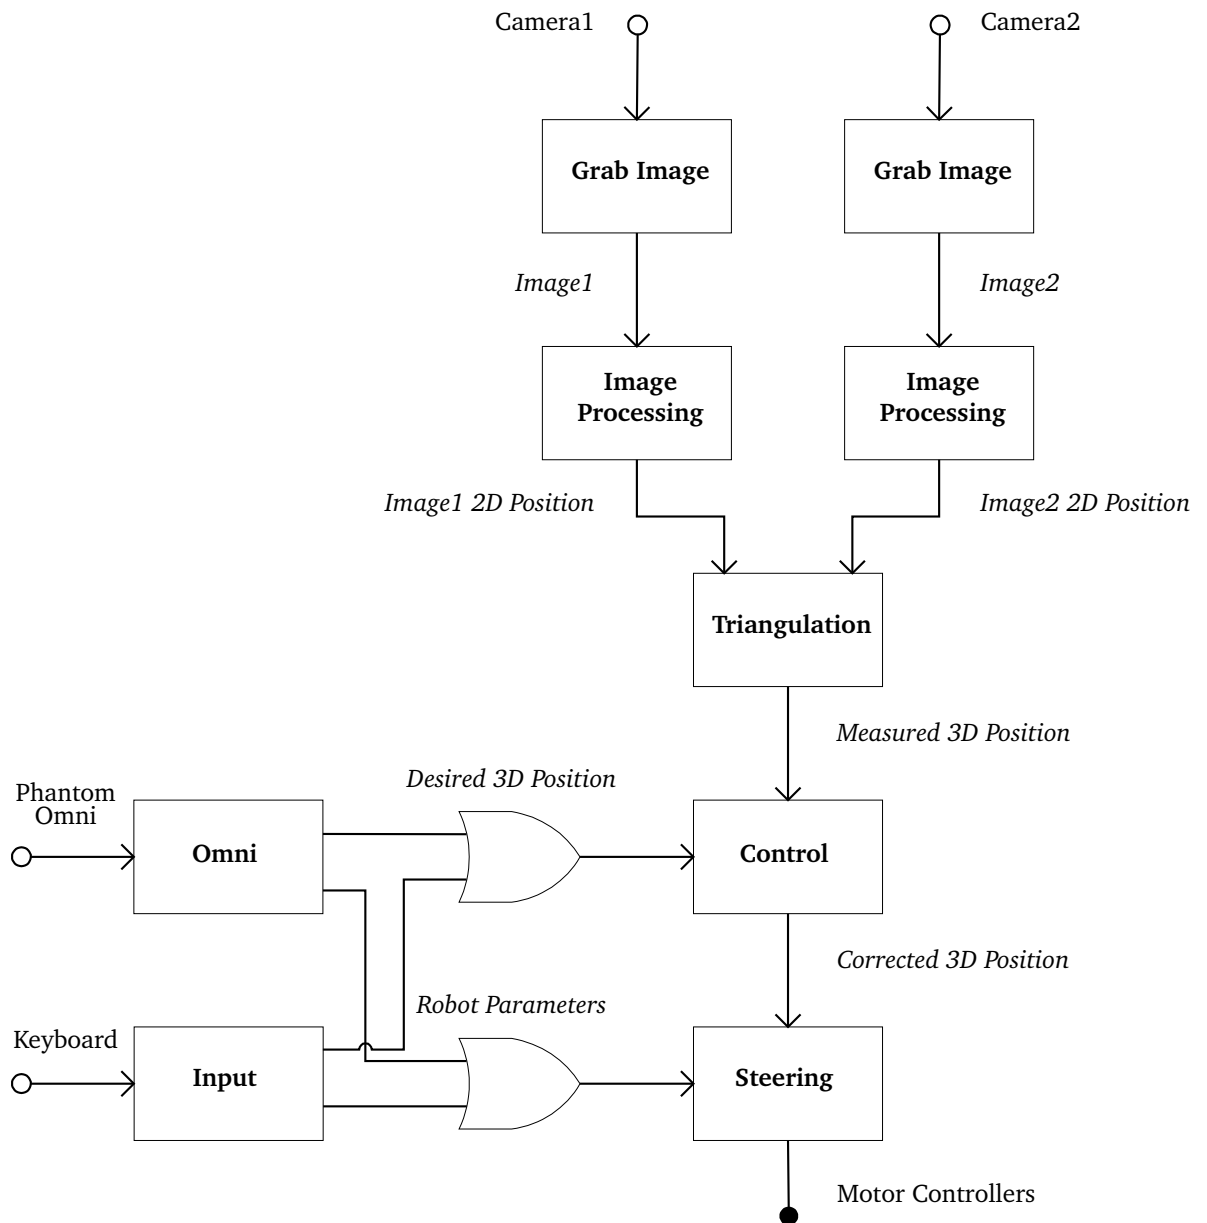 Camera1
Camera2
Grab Image
Grab Image
Image1
Image2
Image
Processing
Image
Processing
Image1 2D Position
Image2 2D Position
Triangulation
Measured 3D Position
Desired 3D Position
Phantom
Omni
Omni
Control
Corrected 3D Position
Robot Parameters
Keyboard
Input
Steering
Motor Controllers